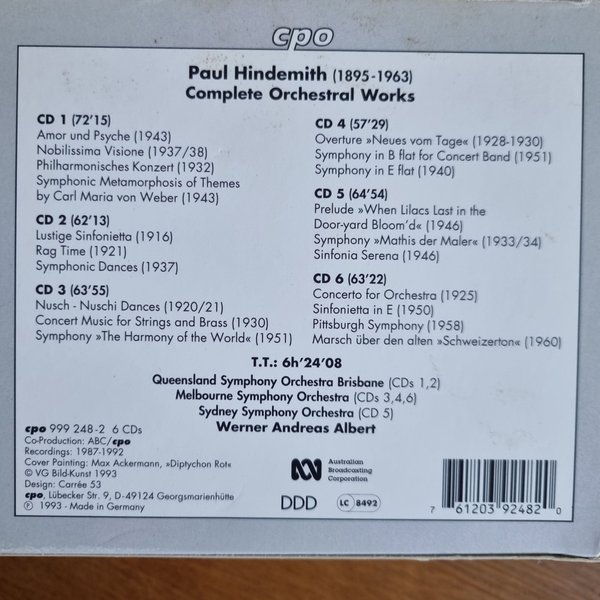 cpo
Paul Hindemith (1895-1963)
Complete Orchestral Works
CD 1 (72'15)
Amor und Psyche (1943)
Nobilissima Visione (1937/38)
Philharmonisches Konzert (1932)
Symphonic Metamorphosis of Themes
by Carl Maria von Weber (1943)
CD 2 (62'13)
Lustige Sinfonietta (1916)
Rag Time (1921)
Symphonic Dances (1937)
CD 3 (63'55)
Nusch - Nuschi Dances (1920/21)
Concert Music for Strings and Brass (1930)
Symphony »The Harmony of the World« (1951)
CD 4 (57'29)
Overture »Neues vom Tage« (1928-1930)
Symphony in B flat for Concert Band (1951)
Symphony in E flat (1940)
CD 5 (64'54)
Prelude »When Lilacs Last in the
Door-yard Bloom'd« (1946)
Symphony »Mathis der Maler« (1933/34)
Sinfonia Serena (1946)
CD 6 (63'22)
Concerto for Orchestra (1925)
Sinfonietta in E (1950)
Pittsburgh Symphony (1958)
Marsch über den alten »Schweizerton« (1960)
T.T.: 6h'24'08
Queensland Symphony Orchestra Brisbane (CDs 1,2)
Melbourne Symphony Orchestra (CDs 3,4,6)
Sydney Symphony Orchestra (CD 5)
Werner Andreas Albert
cpo 999 248-2 6 CDs
Co-Production: ABC/cpo
Recordings: 1987-1992
Cover Painting: Max Ackermann, »Diptychon Rot«
© VG Bild-Kunst 1993
Design: Carrée 53
cpo, Lübecker Str. 9, D-49124 Georgsmarienhütte
℗ 1993 - Made in Germany
Australian
Broadcasting
Corporation
DDD
LC 8492
7 61203 92482 0